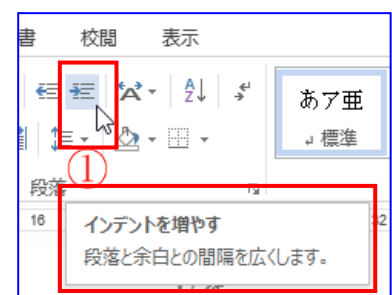 書 校閲 表示
A Z
あア亜
↵ 標準
①
段落
16 32
インデントを増やす
段落と余白との間隔を広くします。